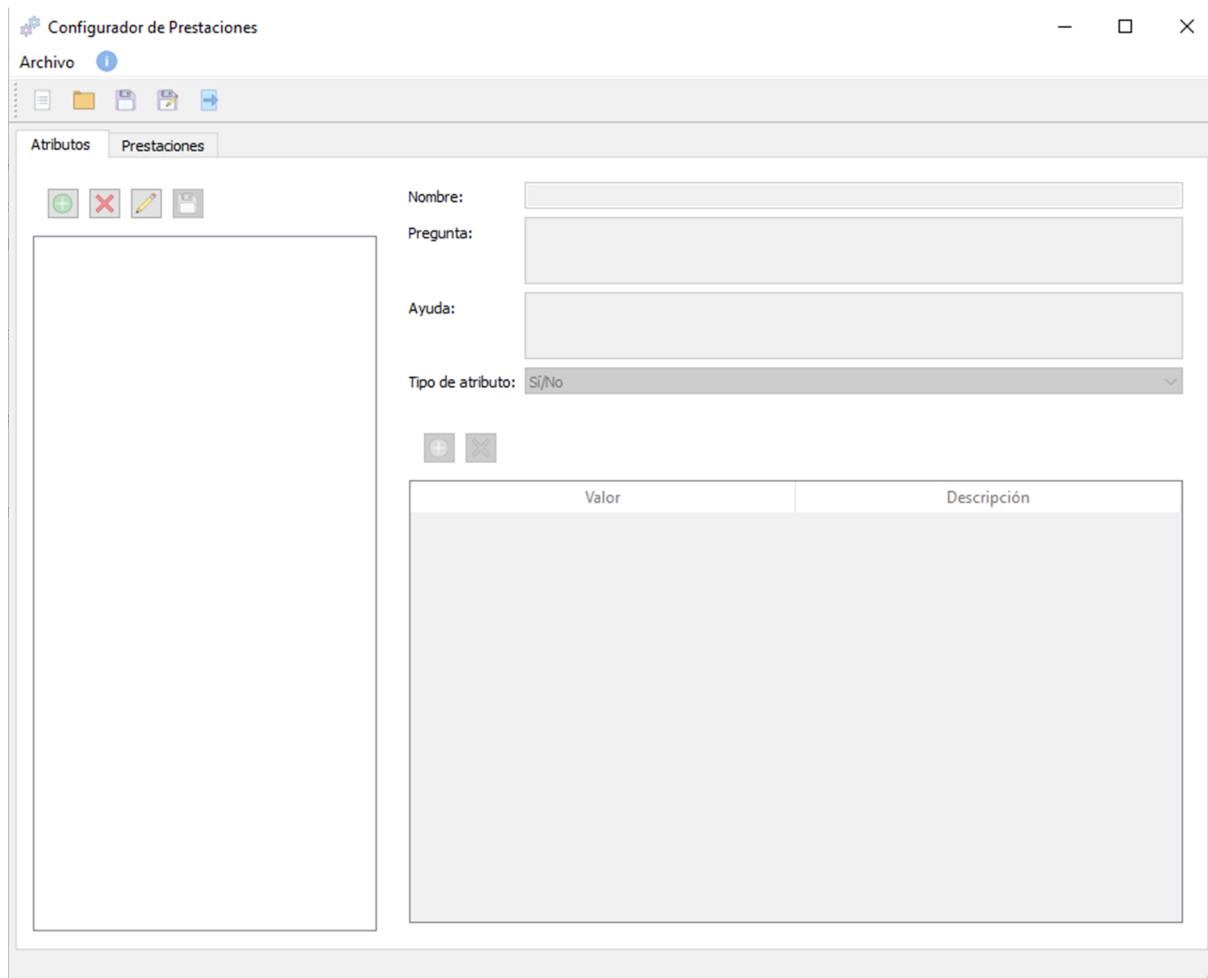 Configurador de Prestaciones
Archivo
Atributos Prestaciones
Nombre:
Pregunta:
Ayuda:
Tipo de atributo: Sí/No
Valor Descripción